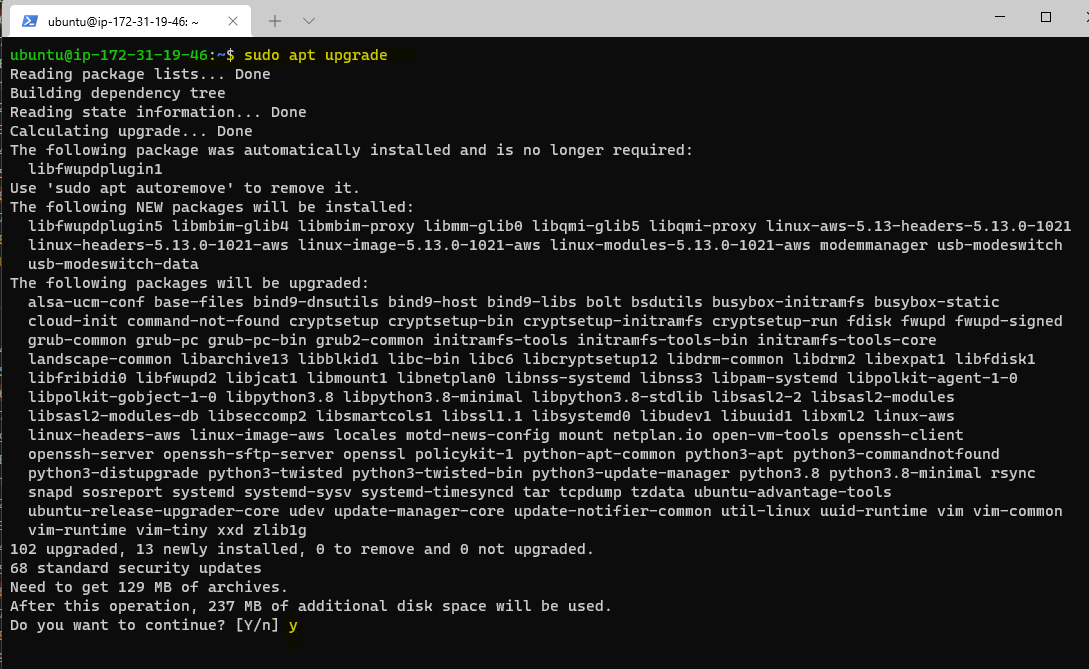 ubuntu@ip-172-31-19-46: ~
ubuntu@ip-172-31-19-46:~$ sudo apt upgrade
Reading package lists... Done
Building dependency tree
Reading state information... Done
Calculating upgrade... Done
The following package was automatically installed and is no longer required:
  libfwupdplugin1
Use 'sudo apt autoremove' to remove it.
The following NEW packages will be installed:
  libfwupdplugin5 libmbim-glib4 libmbim-proxy libmm-glib0 libqmi-glib5 libqmi-proxy linux-aws-5.13-headers-5.13.0-1021
  linux-headers-5.13.0-1021-aws linux-image-5.13.0-1021-aws linux-modules-5.13.0-1021-aws modemmanager usb-modeswitch
  usb-modeswitch-data
The following packages will be upgraded:
  alsa-ucm-conf base-files bind9-dnsutils bind9-host bind9-libs bolt bsdutils busybox-initramfs busybox-static
  cloud-init command-not-found cryptsetup cryptsetup-bin cryptsetup-initramfs cryptsetup-run fdisk fwupd fwupd-signed
  grub-common grub-pc grub-pc-bin grub2-common initramfs-tools initramfs-tools-bin initramfs-tools-core
  landscape-common libarchive13 libblkid1 libc-bin libc6 libcryptsetup12 libdrm-common libdrm2 libexpat1 libfdisk1
  libfribidi0 libfwupd2 libjcat1 libmount1 libnetplan0 libnss-systemd libnss3 libpam-systemd libpolkit-agent-1-0
  libpolkit-gobject-1-0 libpython3.8 libpython3.8-minimal libpython3.8-stdlib libsasl2-2 libsasl2-modules
  libsasl2-modules-db libseccomp2 libsmartcols1 libssl1.1 libsystemd0 libudev1 libuuid1 libxml2 linux-aws
  linux-headers-aws linux-image-aws locales motd-news-config mount netplan.io open-vm-tools openssh-client
  openssh-server openssh-sftp-server openssl policykit-1 python-apt-common python3-apt python3-commandnotfound
  python3-distupgrade python3-twisted python3-twisted-bin python3-update-manager python3.8 python3.8-minimal rsync
  snapd sosreport systemd systemd-sysv systemd-timesyncd tar tcpdump tzdata ubuntu-advantage-tools
  ubuntu-release-upgrader-core udev update-manager-core update-notifier-common util-linux uuid-runtime vim vim-common
  vim-runtime vim-tiny xxd zlib1g
102 upgraded, 13 newly installed, 0 to remove and 0 not upgraded.
68 standard security updates
Need to get 129 MB of archives.
After this operation, 237 MB of additional disk space will be used.
Do you want to continue? [Y/n] y